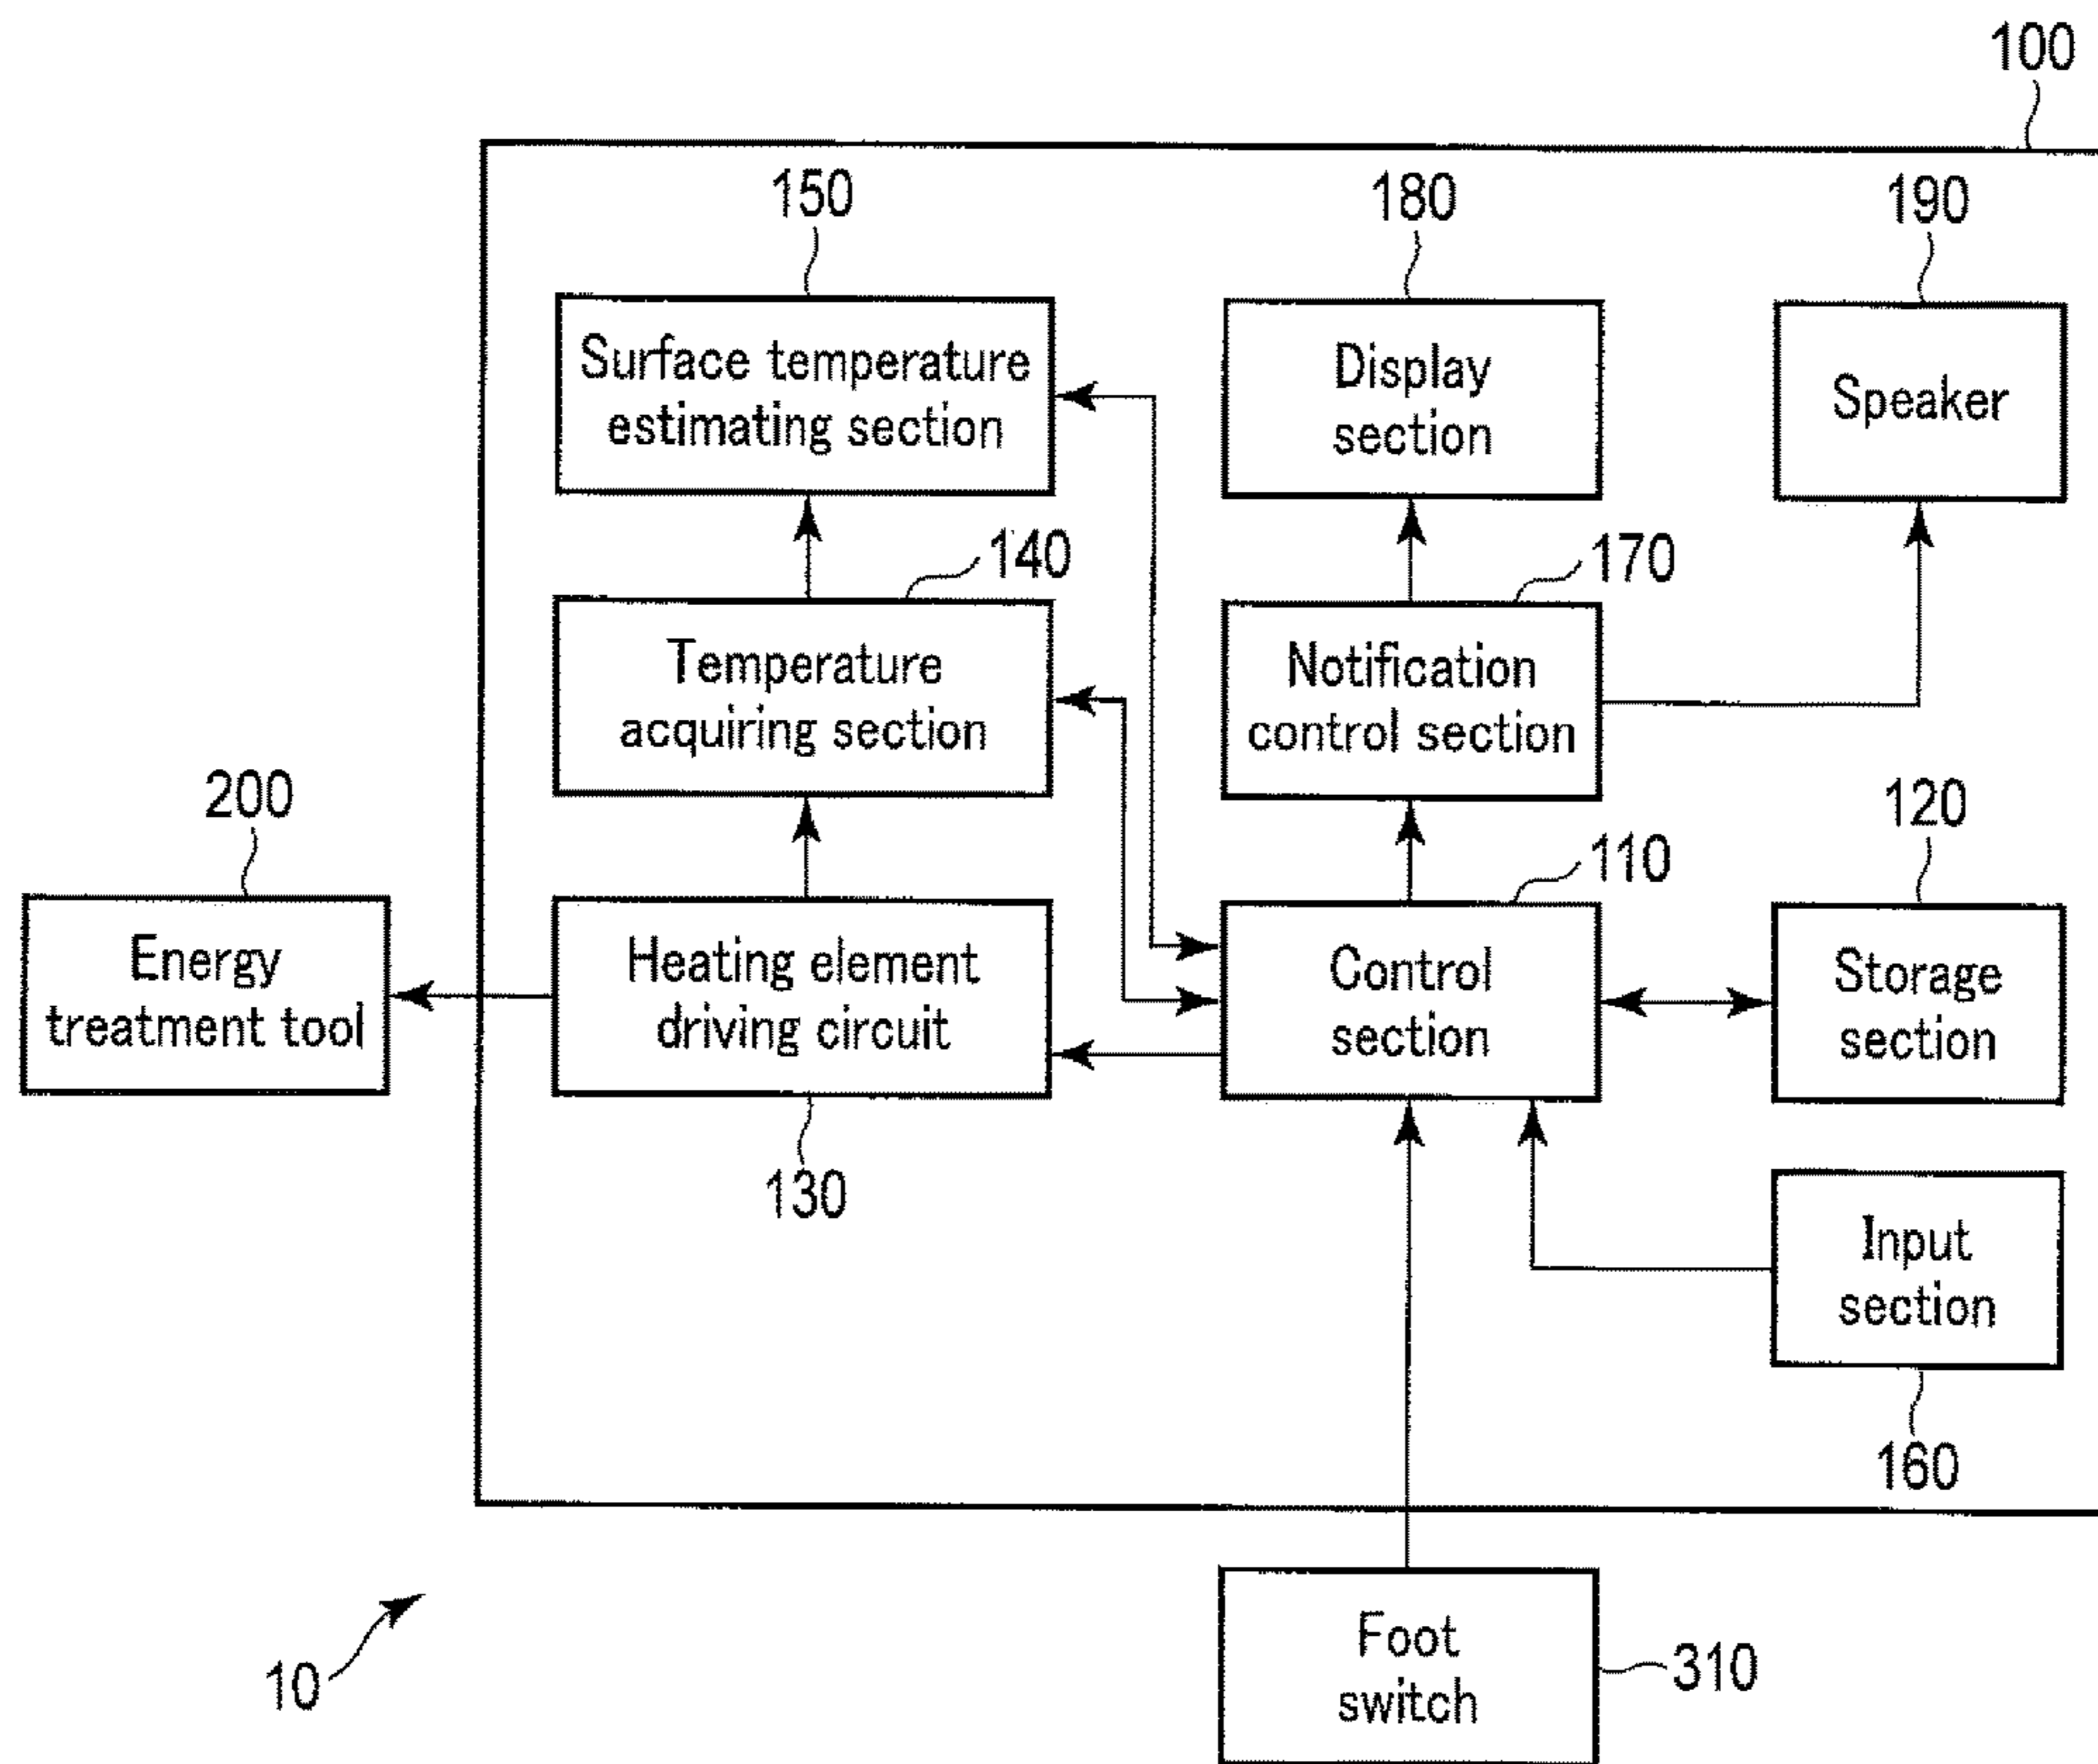 100
150
180
190
Surface temperature
estimating section
Display
section
Speaker
140
170
Temperature
acquiring section
Notification
control section
200
120
110
Energy
treatment tool
Heating element
driving circuit
Control
section
Storage
section
130
Input
section
160
Foot
switch
310
10